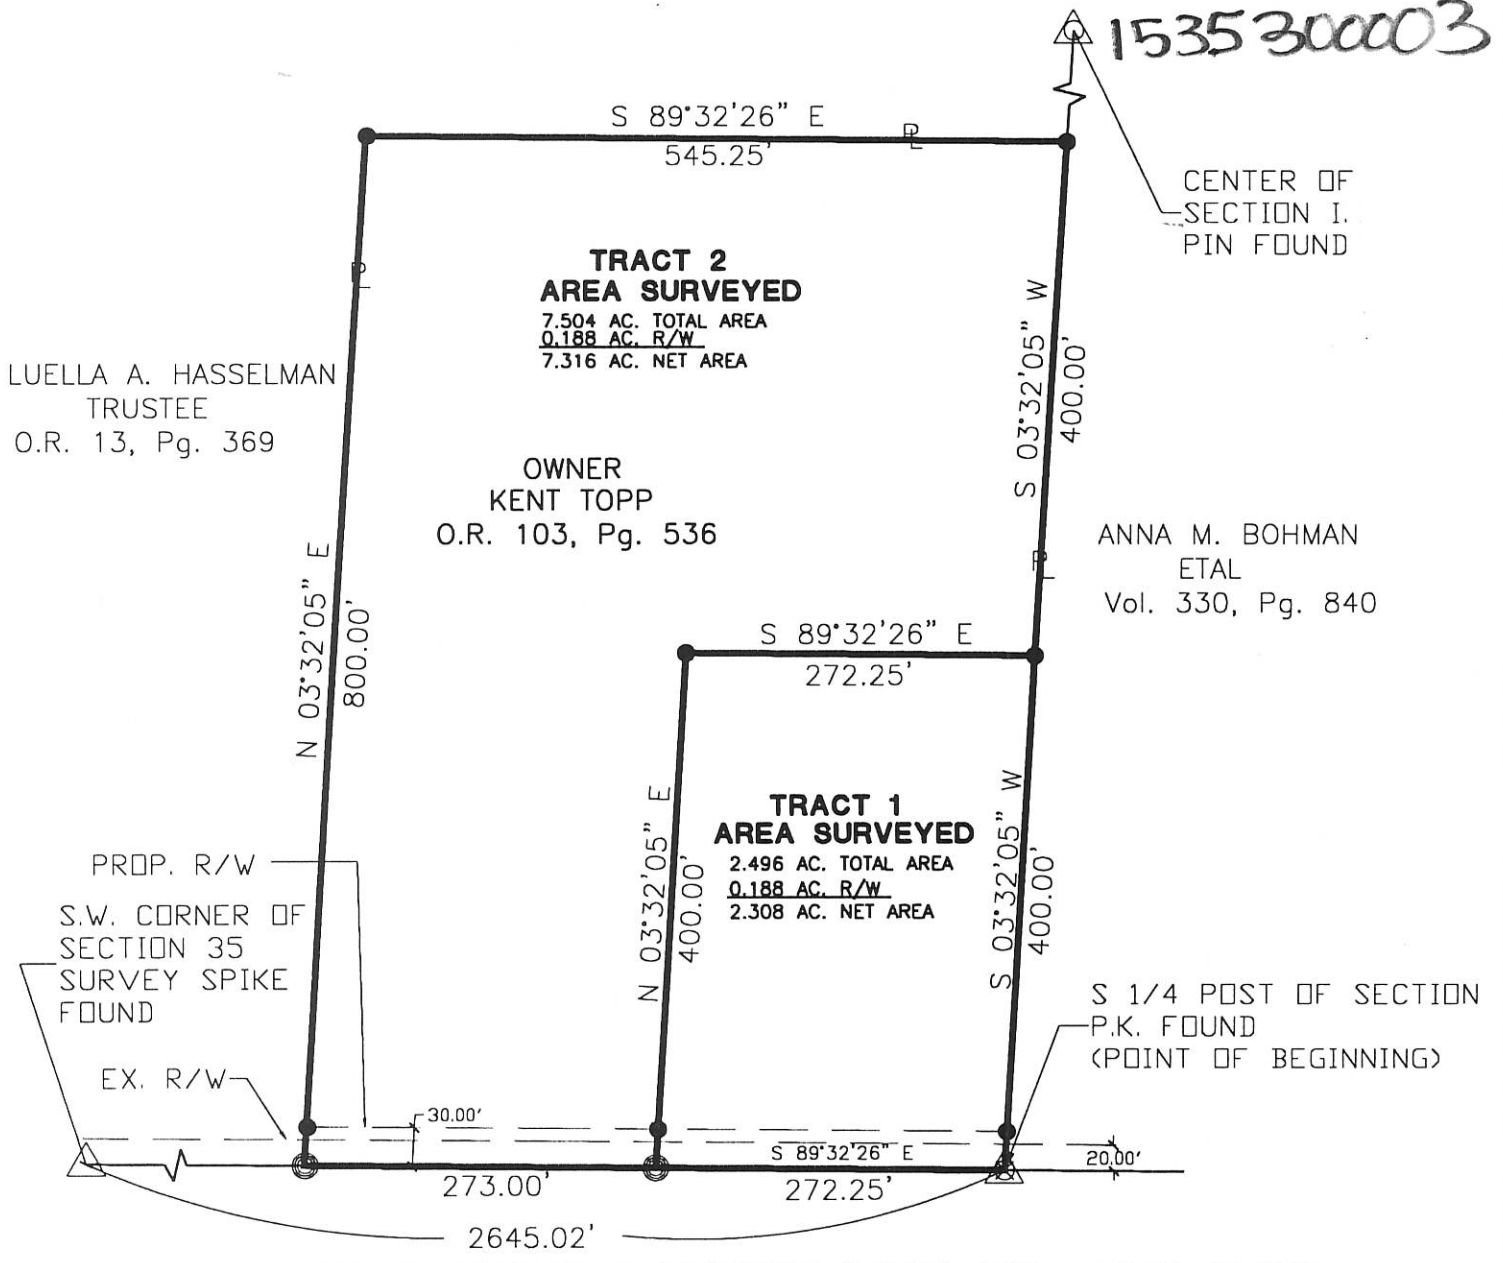 1535300003
S 89°32'26" E
PL
545.25'
CENTER OF
SECTION I.
PIN FOUND
TRACT 2
AREA SURVEYED
7.504 AC. TOTAL AREA
0.188 AC. R/W
7.316 AC. NET AREA
PL
S 03°32'05" W
400.00'
LUELLA A. HASSELMAN
TRUSTEE
O.R. 13, Pg. 369
OWNER
KENT TOPP
O.R. 103, Pg. 536
ANNA M. BOHMAN
ETAL
Vol. 330, Pg. 840
PL
N 03°32'05" E
800.00'
S 89°32'26" E
272.25'
TRACT 1
AREA SURVEYED
2.496 AC. TOTAL AREA
0.188 AC. R/W
2.308 AC. NET AREA
N 03°32'05" E
400.00'
S 03°32'05" W
400.00'
PROP. R/W
S.W. CORNER OF
SECTION 35
SURVEY SPIKE
FOUND
EX. R/W
S 1/4 POST OF SECTION
P.K. FOUND
(POINT OF BEGINNING)
30.00'
S 89°32'26" E
20.00'
273.00'
272.25'
2645.02'